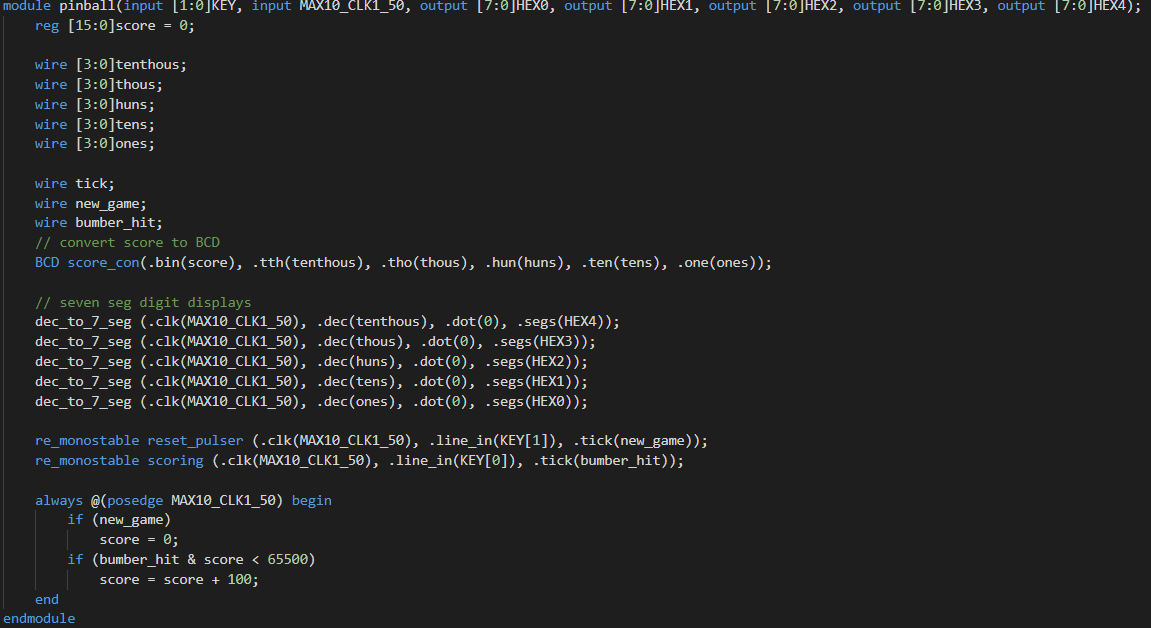 module pinball(input [1:0]KEY, input MAX10_CLK1_50, output [7:0]HEX0, output [7:0]HEX1, output [7:0]HEX2, output [7:0]HEX3, output [7:0]HEX4);
    reg [15:0]score = 0;

    wire [3:0]tenthous;
    wire [3:0]thous;
    wire [3:0]huns;
    wire [3:0]tens;
    wire [3:0]ones;

    wire tick;
    wire new_game;
    wire bumber_hit;
    // convert score to BCD
    BCD score_con(.bin(score), .tth(tenthous), .tho(thous), .hun(huns), .ten(tens), .one(ones));

    // seven seg digit displays
    dec_to_7_seg (.clk(MAX10_CLK1_50), .dec(tenthous), .dot(0), .segs(HEX4));
    dec_to_7_seg (.clk(MAX10_CLK1_50), .dec(thous), .dot(0), .segs(HEX3));
    dec_to_7_seg (.clk(MAX10_CLK1_50), .dec(huns), .dot(0), .segs(HEX2));
    dec_to_7_seg (.clk(MAX10_CLK1_50), .dec(tens), .dot(0), .segs(HEX1));
    dec_to_7_seg (.clk(MAX10_CLK1_50), .dec(ones), .dot(0), .segs(HEX0));

    re_monostable reset_pulser (.clk(MAX10_CLK1_50), .line_in(KEY[1]), .tick(new_game));
    re_monostable scoring (.clk(MAX10_CLK1_50), .line_in(KEY[0]), .tick(bumber_hit));

    always @(posedge MAX10_CLK1_50) begin
        if (new_game)
            score = 0;
        if (bumber_hit & score < 65500)
            score = score + 100;
    end
endmodule